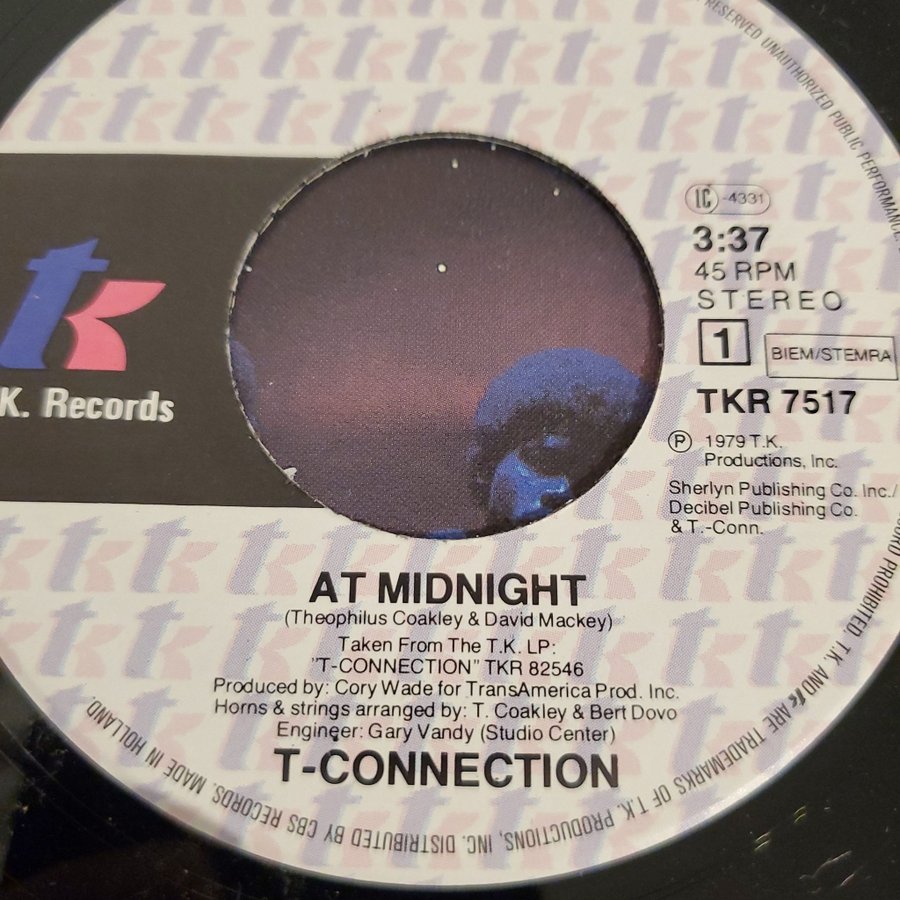 RESERVED UNAUTHORIZED PUBLIC PERFORMANCE,
LC -4331
3:37
45 RPM
STEREO
1
BIEM/STEMRA
TKR 7517
tk
K. Records
Ⓟ 1979 T.K.
Productions, Inc.
Sherlyn Publishing Co. Inc./
Decibel Publishing Co.
& T.-Conn.
AT MIDNIGHT
(Theophilus Coakley & David Mackey)
Taken From The T.K. LP:
"T-CONNECTION" TKR 82546
Produced by: Cory Wade for TransAmerica Prod. Inc.
Horns & strings arranged by: T. Coakley & Bert Dovo
Engineer: Gary Vandy (Studio Center)
T-CONNECTION
PROHIBITED. T.K. AND tk ARE TRADEMARKS OF T.K. PRODUCTIONS, INC. DISTRIBUTED BY CBS RECORDS. MADE IN HOLLAND.